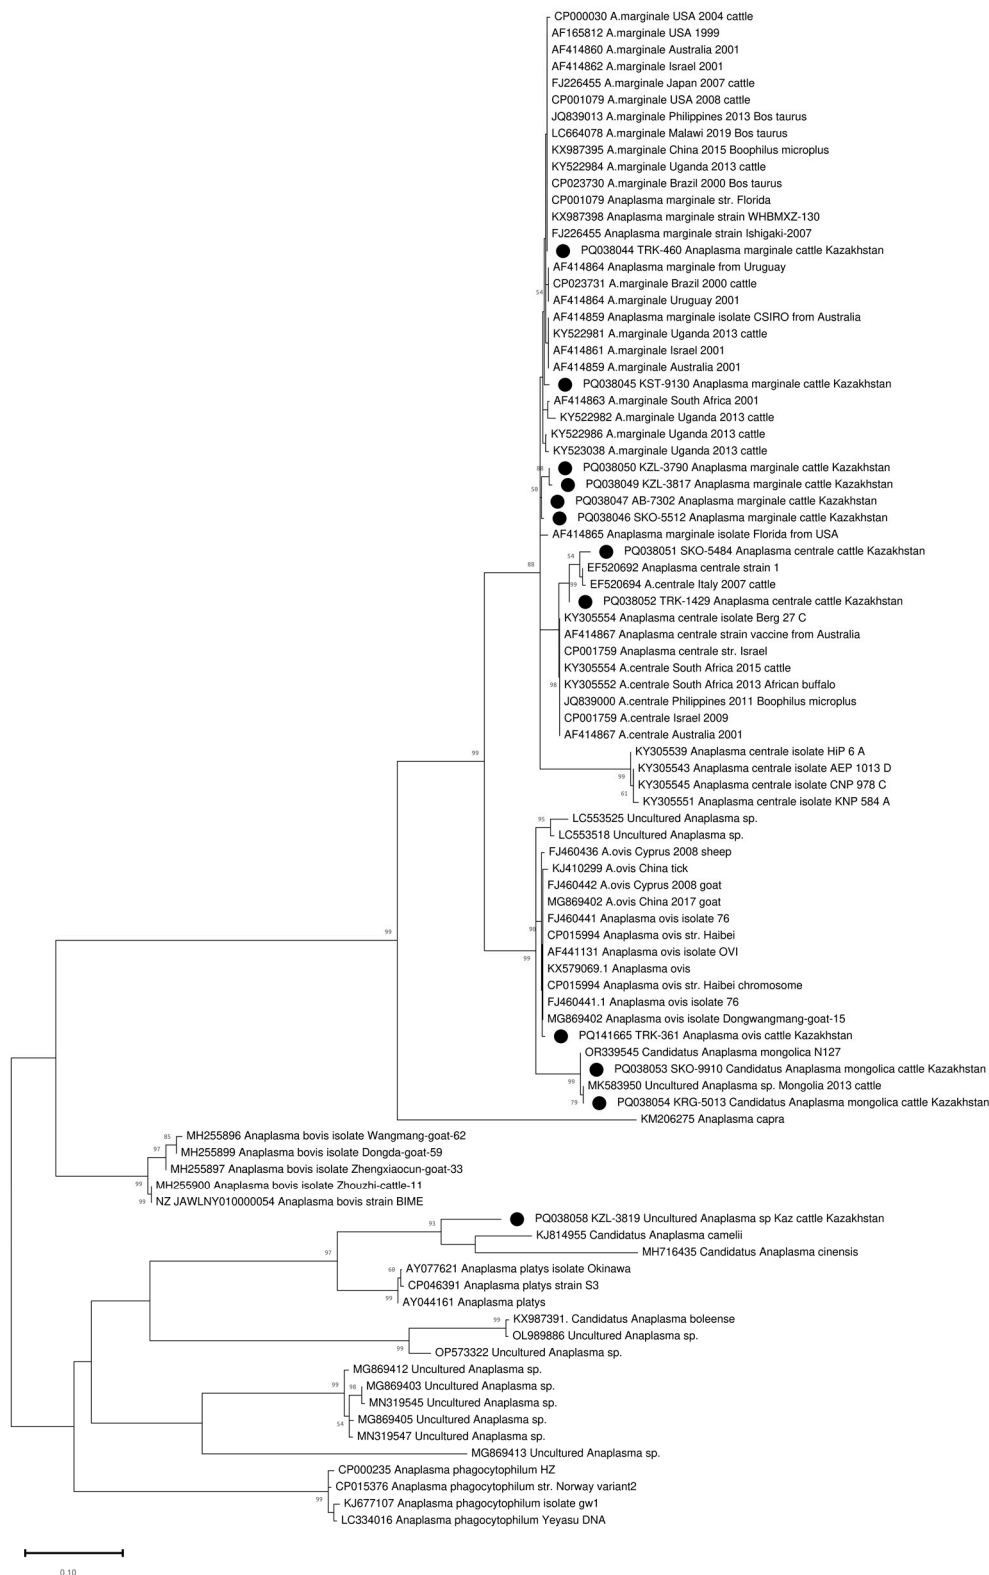 CP000030 A.marginale USA 2004 cattle
AF165812 A.marginale USA 1999
AF414860 A.marginale Australia 2001
AF414862 A.marginale Israel 2001
FJ226455 A.marginale Japan 2007 cattle
CP001079 A.marginale USA 2008 cattle
JQ839013 A.marginale Philippines 2013 Bos taurus
LC664078 A.marginale Malawi 2019 Bos taurus
KX987395 A.marginale China 2015 Boophilus microplus
KY522984 A.marginale Uganda 2013 cattle
CP023730 A.marginale Brazil 2000 Bos taurus
CP001079 Anaplasma marginale str. Florida
KX987398 Anaplasma marginale strain WHBMXZ-130
FJ226455 Anaplasma marginale strain Ishigaki-2007
PQ038044 TRK-460 Anaplasma marginale cattle Kazakhstan
AF414864 Anaplasma marginale from Uruguay
CP023731 A.marginale Brazil 2000 cattle
54
AF414864 A.marginale Uruguay 2001
AF414859 Anaplasma marginale isolate CSIRO from Australia
KY522981 A.marginale Uganda 2013 cattle
AF414861 A.marginale Israel 2001
AF414859 A.marginale Australia 2001
PQ038045 KST-9130 Anaplasma marginale cattle Kazakhstan
AF414863 A.marginale South Africa 2001
KY522982 A.marginale Uganda 2013 cattle
KY522986 A.marginale Uganda 2013 cattle
KY523038 A.marginale Uganda 2013 cattle
88
PQ038050 KZL-3790 Anaplasma marginale cattle Kazakhstan
PQ038049 KZL-3817 Anaplasma marginale cattle Kazakhstan
50
PQ038047 AB-7302 Anaplasma marginale cattle Kazakhstan
PQ038046 SKO-5512 Anaplasma marginale cattle Kazakhstan
AF414865 Anaplasma marginale isolate Florida from USA
PQ038051 SKO-5484 Anaplasma centrale cattle Kazakhstan
54
88
EF520692 Anaplasma centrale strain 1
99
EF520694 A.centrale Italy 2007 cattle
PQ038052 TRK-1429 Anaplasma centrale cattle Kazakhstan
KY305554 Anaplasma centrale isolate Berg 27 C
AF414867 Anaplasma centrale strain vaccine from Australia
CP001759 Anaplasma centrale str. Israel
KY305554 A.centrale South Africa 2015 cattle
98
KY305552 A.centrale South Africa 2013 African buffalo
JQ839000 A.centrale Philippines 2011 Boophilus microplus
CP001759 A.centrale Israel 2009
AF414867 A.centrale Australia 2001
99
KY305539 Anaplasma centrale isolate HiP 6 A
KY305543 Anaplasma centrale isolate AEP 1013 D
99
KY305545 Anaplasma centrale isolate CNP 978 C
61
KY305551 Anaplasma centrale isolate KNP 584 A
95
LC553525 Uncultured Anaplasma sp.
LC553518 Uncultured Anaplasma sp.
FJ460436 A.ovis Cyprus 2008 sheep
KJ410299 A.ovis China tick
FJ460442 A.ovis Cyprus 2008 goat
MG869402 A.ovis China 2017 goat
FJ460441 Anaplasma ovis isolate 76
99
CP015994 Anaplasma ovis str. Haibei
AF441131 Anaplasma ovis isolate OVI
99
KX579069.1 Anaplasma ovis
CP015994 Anaplasma ovis str. Haibei chromosome
FJ460441.1 Anaplasma ovis isolate 76
MG869402 Anaplasma ovis isolate Dongwangmang-goat-15
PQ141665 TRK-361 Anaplasma ovis cattle Kazakhstan
OR339545 Candidatus Anaplasma mongolica N127
PQ038053 SKO-9910 Candidatus Anaplasma mongolica cattle Kazakhstan
99
MK583950 Uncultured Anaplasma sp. Mongolia 2013 cattle
79
PQ038054 KRG-5013 Candidatus Anaplasma mongolica cattle Kazakhstan
KM206275 Anaplasma capra
85
MH255896 Anaplasma bovis isolate Wangmang-goat-62
97
MH255899 Anaplasma bovis isolate Dongda-goat-59
MH255897 Anaplasma bovis isolate Zhengxiaocun-goat-33
99
MH255900 Anaplasma bovis isolate Zhouzhi-cattle-11
99
NZ JAWLNY010000054 Anaplasma bovis strain BIME
93
PQ038058 KZL-3819 Uncultured Anaplasma sp Kaz cattle Kazakhstan
KJ814955 Candidatus Anaplasma camelii
97
MH716435 Candidatus Anaplasma cinensis
68
AY077621 Anaplasma platys isolate Okinawa
CP046391 Anaplasma platys strain S3
99
AY044161 Anaplasma platys
99
KX987391. Candidatus Anaplasma boleense
OL989886 Uncultured Anaplasma sp.
99
OP573322 Uncultured Anaplasma sp.
MG869412 Uncultured Anaplasma sp.
99
98
MG869403 Uncultured Anaplasma sp.
MN319545 Uncultured Anaplasma sp.
54
MG869405 Uncultured Anaplasma sp.
MN319547 Uncultured Anaplasma sp.
MG869413 Uncultured Anaplasma sp.
CP000235 Anaplasma phagocytophilum HZ
CP015376 Anaplasma phagocytophilum str. Norway variant2
99
KJ677107 Anaplasma phagocytophilum isolate gw1
LC334016 Anaplasma phagocytophilum Yeyasu DNA
0.10